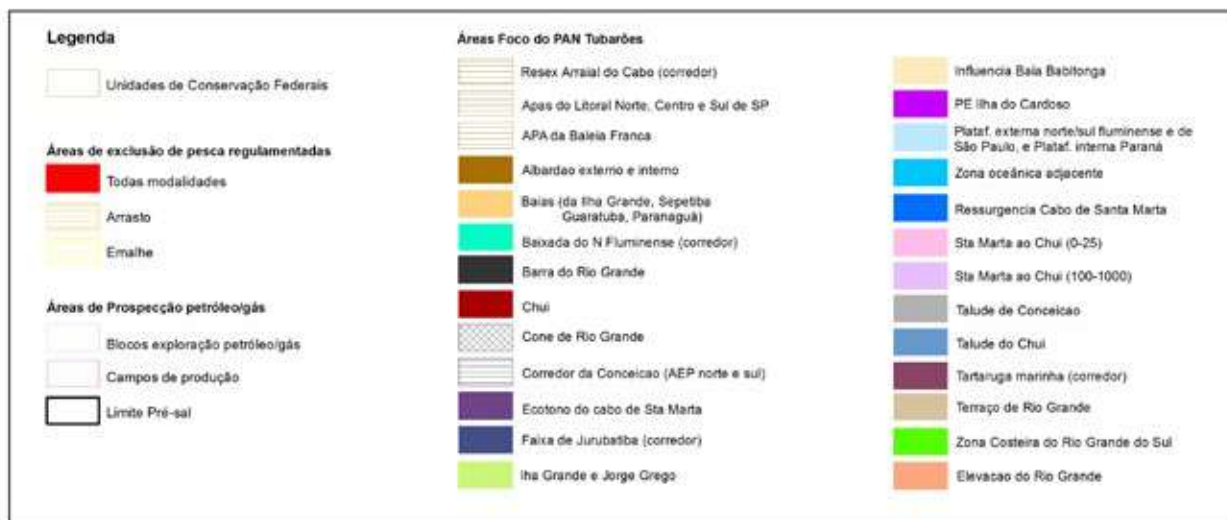 Legenda
Unidades de Conservação Federais
Áreas de exclusão de pesca regulamentadas
Todas modalidades
Arrasto
Emalhe
Áreas de Prospecção petróleo/gás
Blocos exploração petróleo/gás
Campos de produção
Limite Pré-sal
Áreas Foco do PAN Tubarões
Resex Arraial do Cabo (corredor)
Apas do Litoral Norte, Centro e Sul de SP
APA da Baleia Franca
Albardao externo e interno
Baias (da Ilha Grande, Sepetiba
Guaratuba, Paranaguà)
Baixada do N Fluminense (corredor)
Barra do Rio Grande
Chui
Cone de Rio Grande
Corredor da Conceicao (AEP norte e sul)
Ecotono do cabo de Sta Marta
Faixa de Jurubatiba (corredor)
Iha Grande e Jorge Grego
Influencia Baia Babitonga
PE Ilha do Cardoso
Plataf. externa norte/sul fluminense e de
São Paulo, e Plataf. interna Paraná
Zona oceânica adjacente
Ressurgencia Cabo de Santa Marta
Sta Marta ao Chui (0-25)
Sta Marta ao Chui (100-1000)
Talude de Conceicao
Talude do Chui
Tartaruga marinha (corredor)
Terraço de Rio Grande
Zona Costeira do Rio Grande do Sul
Elevacao do Rio Grande